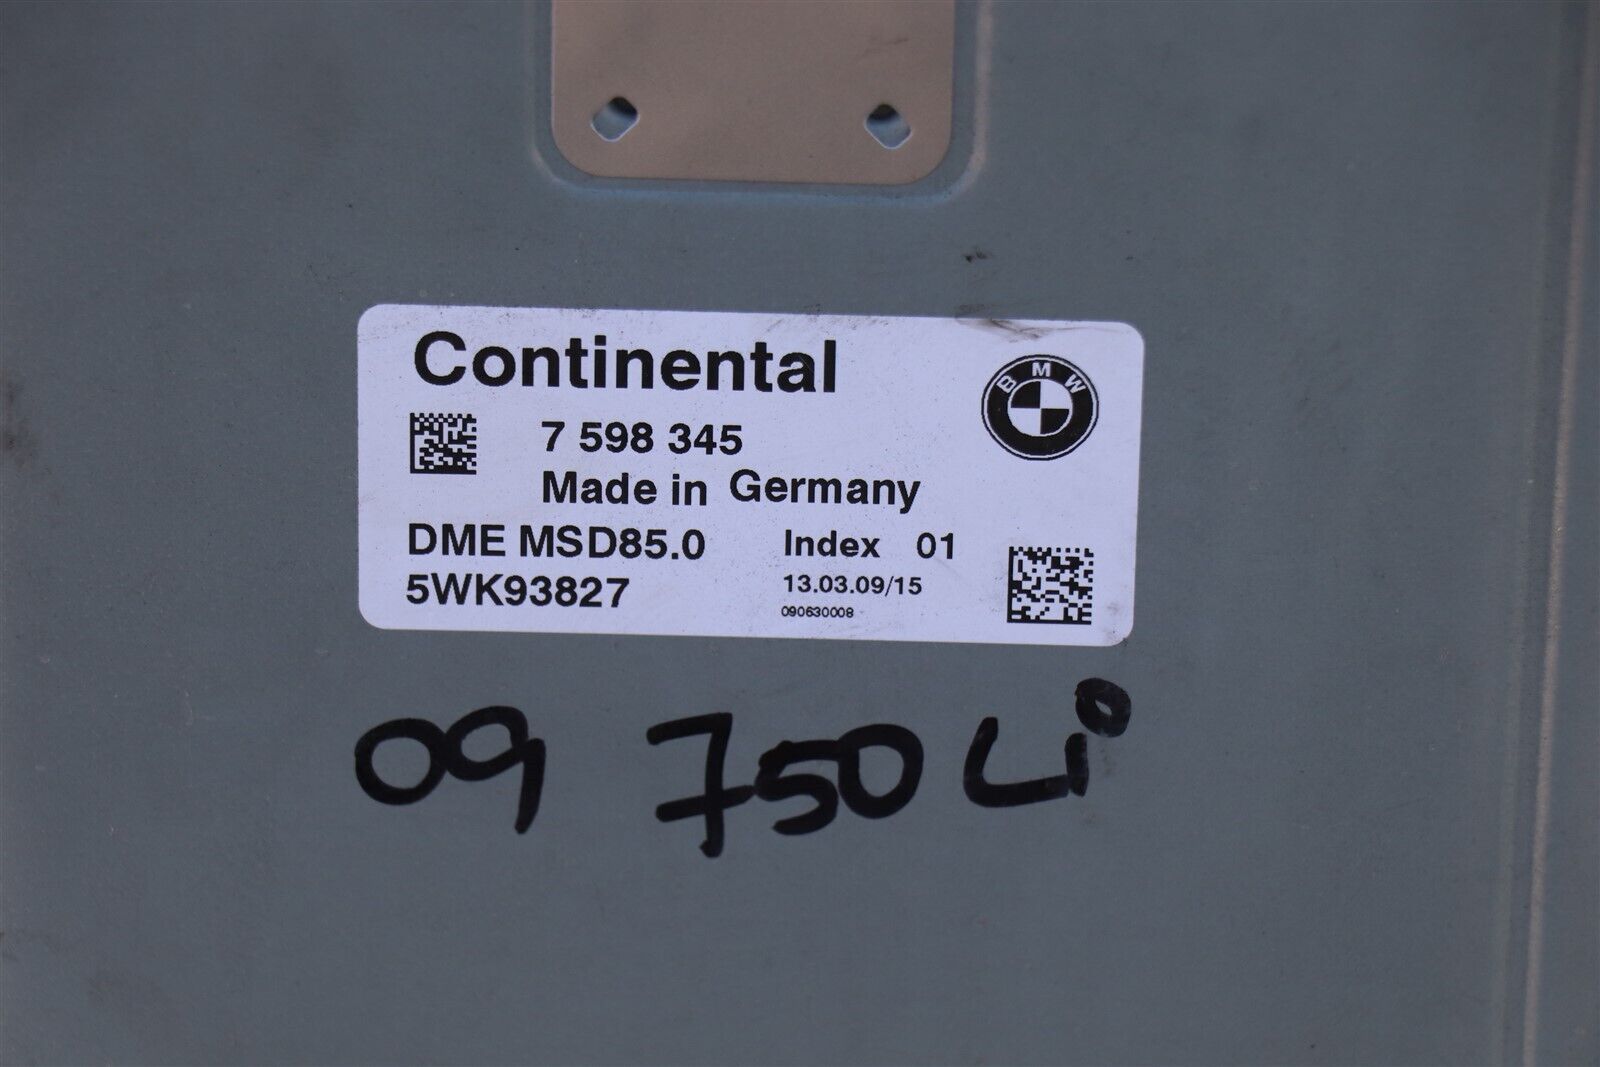 Continental
BMW
7 598 345
Made in Germany
DME MSD85.0 Index 01
5WK93827 13.03.09/15
090630008
09 750Li